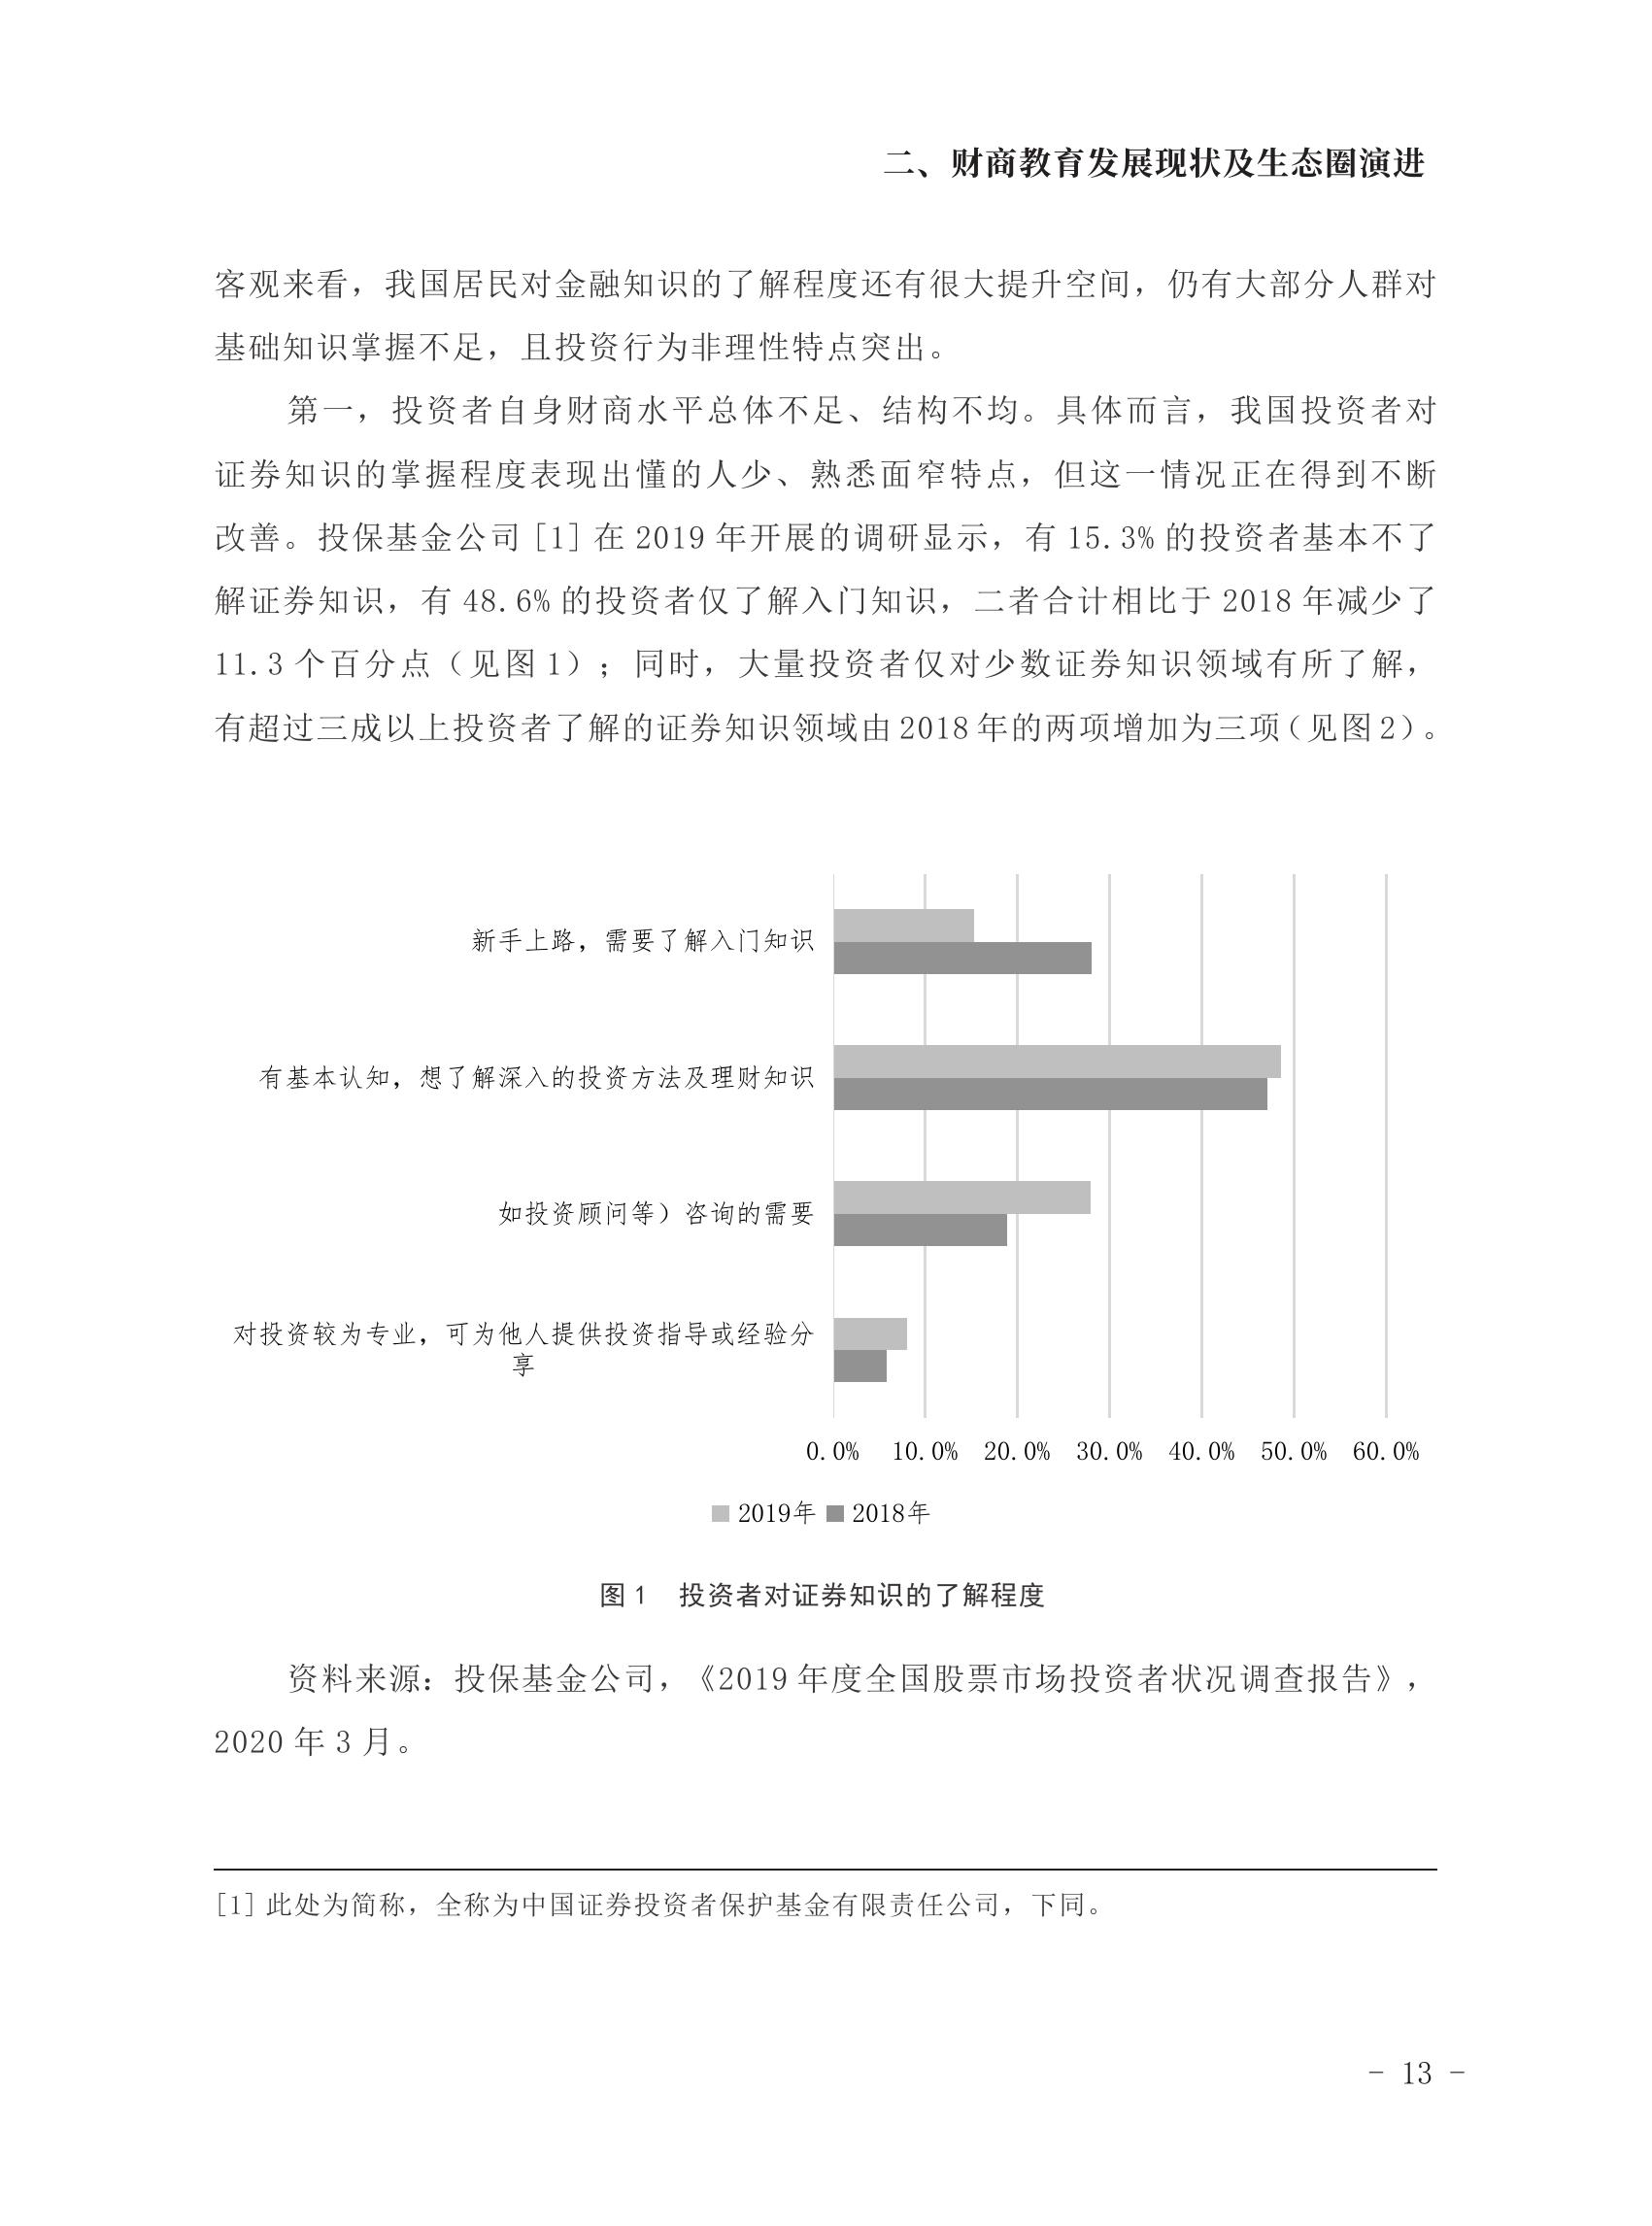 二、财商教育发展现状及生态圈演进
客观来看，我国居民对金融知识的了解程度还有很大提升空间，仍有大部分人群对
基础知识掌握不足，且投资行为非理性特点突出。
第一，投资者自身财商水平总体不足、结构不均。具体而言，我国投资者对
证券知识的掌握程度表现出懂的人少、熟悉面窄特点，但这一情况正在得到不断
改善。投保基金公司 [1] 在 2019 年开展的调研显示，有 15.3% 的投资者基本不了
解证券知识，有 48.6% 的投资者仅了解入门知识，二者合计相比于 2018 年减少了
11.3 个百分点（见图 1）；同时，大量投资者仅对少数证券知识领域有所了解，
有超过三成以上投资者了解的证券知识领域由 2018 年的两项增加为三项（见图 2）。
新手上路，需要了解入门知识
有基本认知，想了解深入的投资方法及理财知识
如投资顾问等）咨询的需要
对投资较为专业，可为他人提供投资指导或经验分
享
0.0% 10.0% 20.0% 30.0% 40.0% 50.0% 60.0%
2019年 2018年
图 1 投资者对证券知识的了解程度
资料来源：投保基金公司，《2019 年度全国股票市场投资者状况调查报告》，
2020 年 3 月。
[1] 此处为简称，全称为中国证券投资者保护基金有限责任公司，下同。
- 13 -